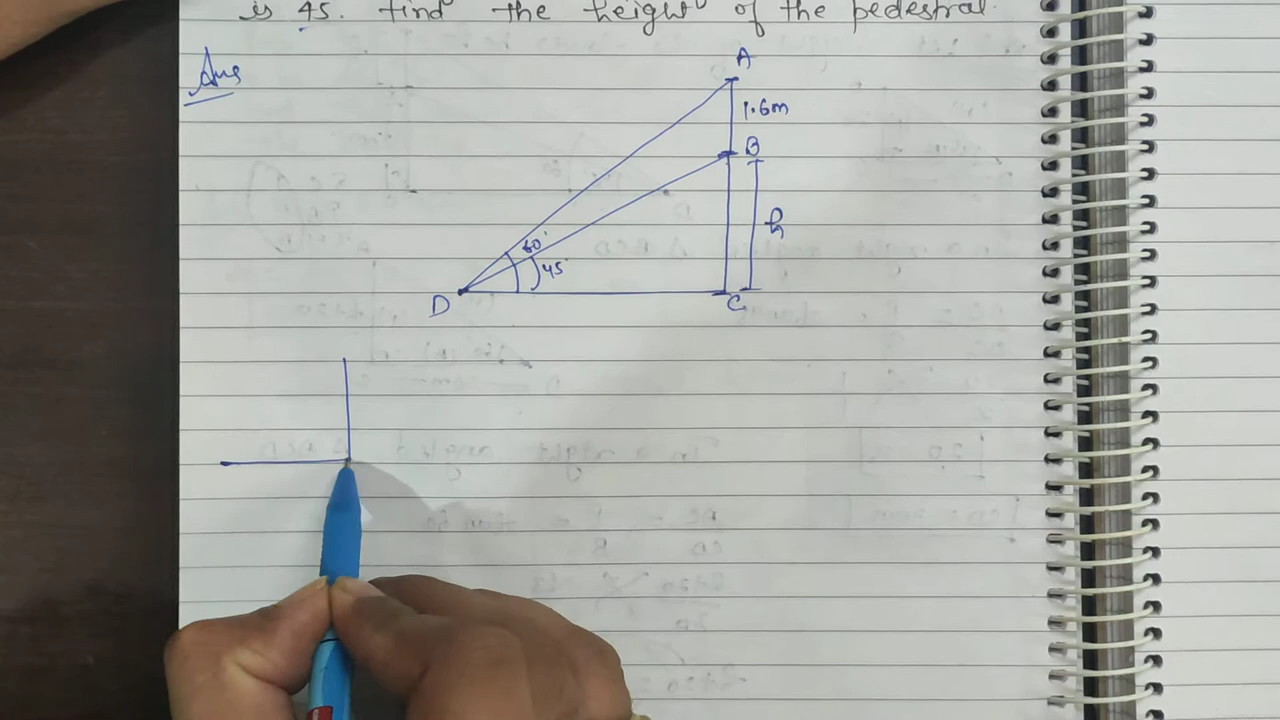 is 45. find the height of the pedestral.
Ans
A
1.6m
B
h
60°
45°
D
C